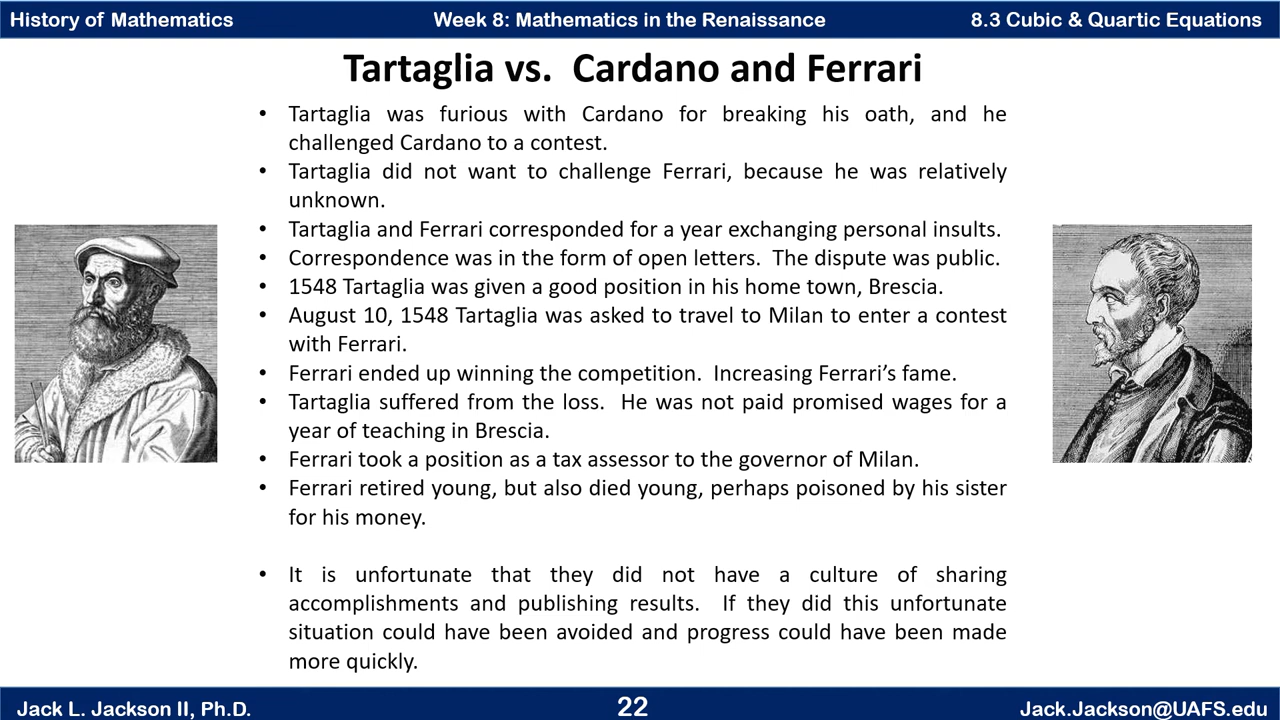 History of Mathematics
Week 8: Mathematics in the Renaissance
8.3 Cubic & Quartic Equations
Tartaglia vs.  Cardano and Ferrari
• Tartaglia was furious with Cardano for breaking his oath, and he
challenged Cardano to a contest.
• Tartaglia did not want to challenge Ferrari, because he was relatively
unknown.
• Tartaglia and Ferrari corresponded for a year exchanging personal insults.
• Correspondence was in the form of open letters.  The dispute was public.
• 1548 Tartaglia was given a good position in his home town, Brescia.
• August 10, 1548 Tartaglia was asked to travel to Milan to enter a contest
with Ferrari.
• Ferrari ended up winning the competition.  Increasing Ferrari’s fame.
• Tartaglia suffered from the loss.  He was not paid promised wages for a
year of teaching in Brescia.
• Ferrari took a position as a tax assessor to the governor of Milan.
• Ferrari retired young, but also died young, perhaps poisoned by his sister
for his money.
• It is unfortunate that they did not have a culture of sharing
accomplishments and publishing results.  If they did this unfortunate
situation could have been avoided and progress could have been made
more quickly.
Jack L. Jackson II, Ph.D.
22
Jack.Jackson@UAFS.edu